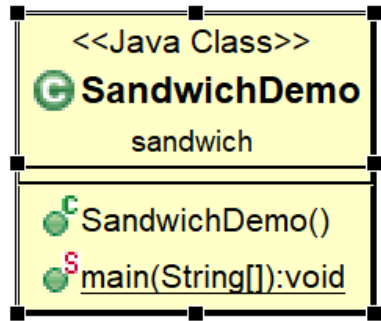 <<Java Class>>
C SandwichDemo
sandwich
C SandwichDemo()
S main(String[]):void